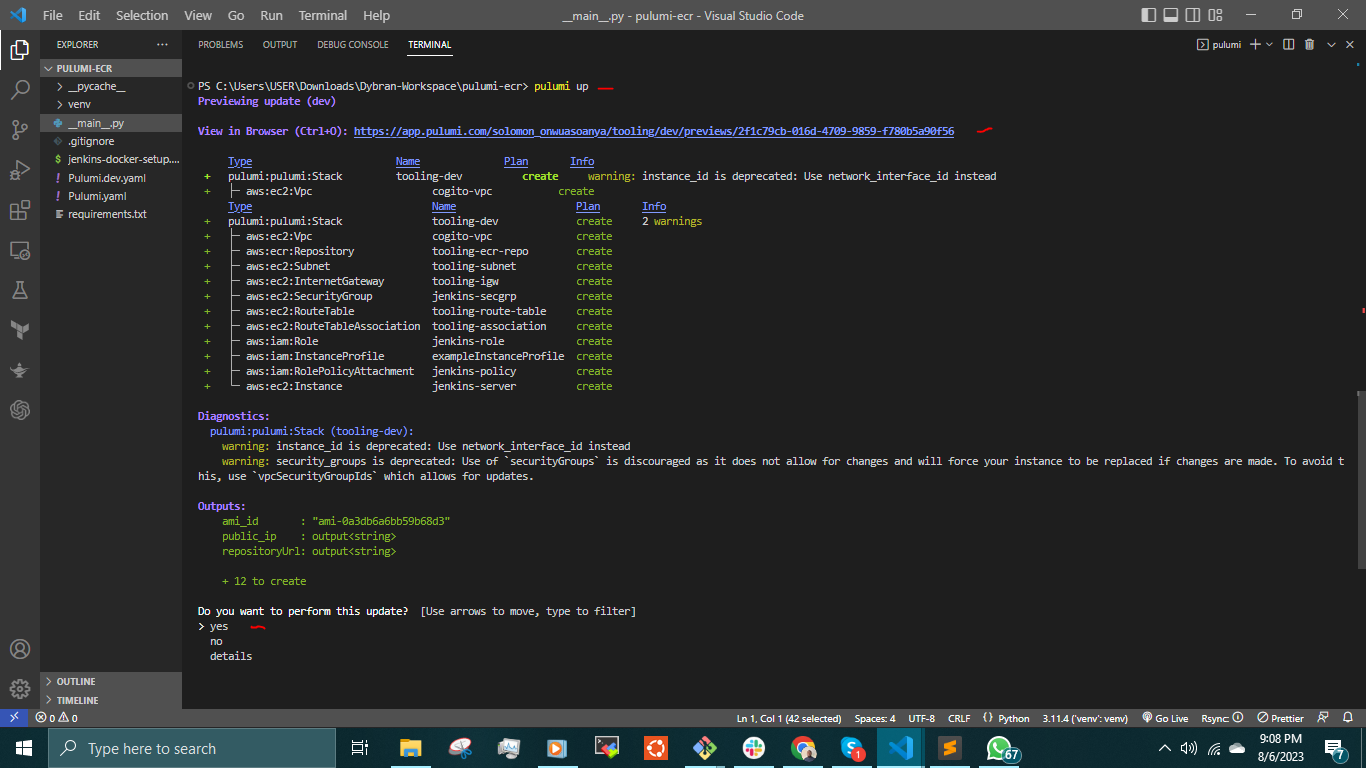 File Edit Selection View Go Run Terminal Help
__main__.py - pulumi-ecr - Visual Studio Code
EXPLORER
PROBLEMS OUTPUT DEBUG CONSOLE TERMINAL
pulumi
PULUMI-ECR
__pycache__
venv
__main__.py
.gitignore
$ jenkins-docker-setup....
! Pulumi.dev.yaml
! Pulumi.yaml
requirements.txt
OUTLINE
TIMELINE
PS C:\Users\USER\Downloads\Dybran-Workspace\pulumi-ecr> pulumi up
Previewing update (dev)
View in Browser (Ctrl+O): https://app.pulumi.com/solomon_onwuasoanya/tooling/dev/previews/2f1c79cb-016d-4709-9859-f780b5a90f56
Type Name Plan Info
+ pulumi:pulumi:Stack tooling-dev create warning: instance_id is deprecated: Use network_interface_id instead
+ ├─ aws:ec2:Vpc cogito-vpc create
Type Name Plan Info
+ pulumi:pulumi:Stack tooling-dev create 2 warnings
+ ├─ aws:ec2:Vpc cogito-vpc create
+ ├─ aws:ecr:Repository tooling-ecr-repo create
+ ├─ aws:ec2:Subnet tooling-subnet create
+ ├─ aws:ec2:InternetGateway tooling-igw create
+ ├─ aws:ec2:SecurityGroup jenkins-secgrp create
+ ├─ aws:ec2:RouteTable tooling-route-table create
+ ├─ aws:ec2:RouteTableAssociation tooling-association create
+ ├─ aws:iam:Role jenkins-role create
+ ├─ aws:iam:InstanceProfile exampleInstanceProfile create
+ ├─ aws:iam:RolePolicyAttachment jenkins-policy create
+ └─ aws:ec2:Instance jenkins-server create
Diagnostics:
pulumi:pulumi:Stack (tooling-dev):
warning: instance_id is deprecated: Use network_interface_id instead
warning: security_groups is deprecated: Use of `securityGroups` is discouraged as it does not allow for changes and will force your instance to be replaced if changes are made. To avoid t
his, use `vpcSecurityGroupIds` which allows for updates.
Outputs:
ami_id : "ami-0a3db6a6bb59b68d3"
public_ip : output<string>
repositoryUrl: output<string>
+ 12 to create
Do you want to perform this update? [Use arrows to move, type to filter]
> yes
no
details
0 0
Ln 1, Col 1 (42 selected) Spaces: 4 UTF-8 CRLF Python 3.11.4 ('venv': venv) Go Live Rsync: Prettier
Type here to search
1
67
9:08 PM
8/6/2023
7